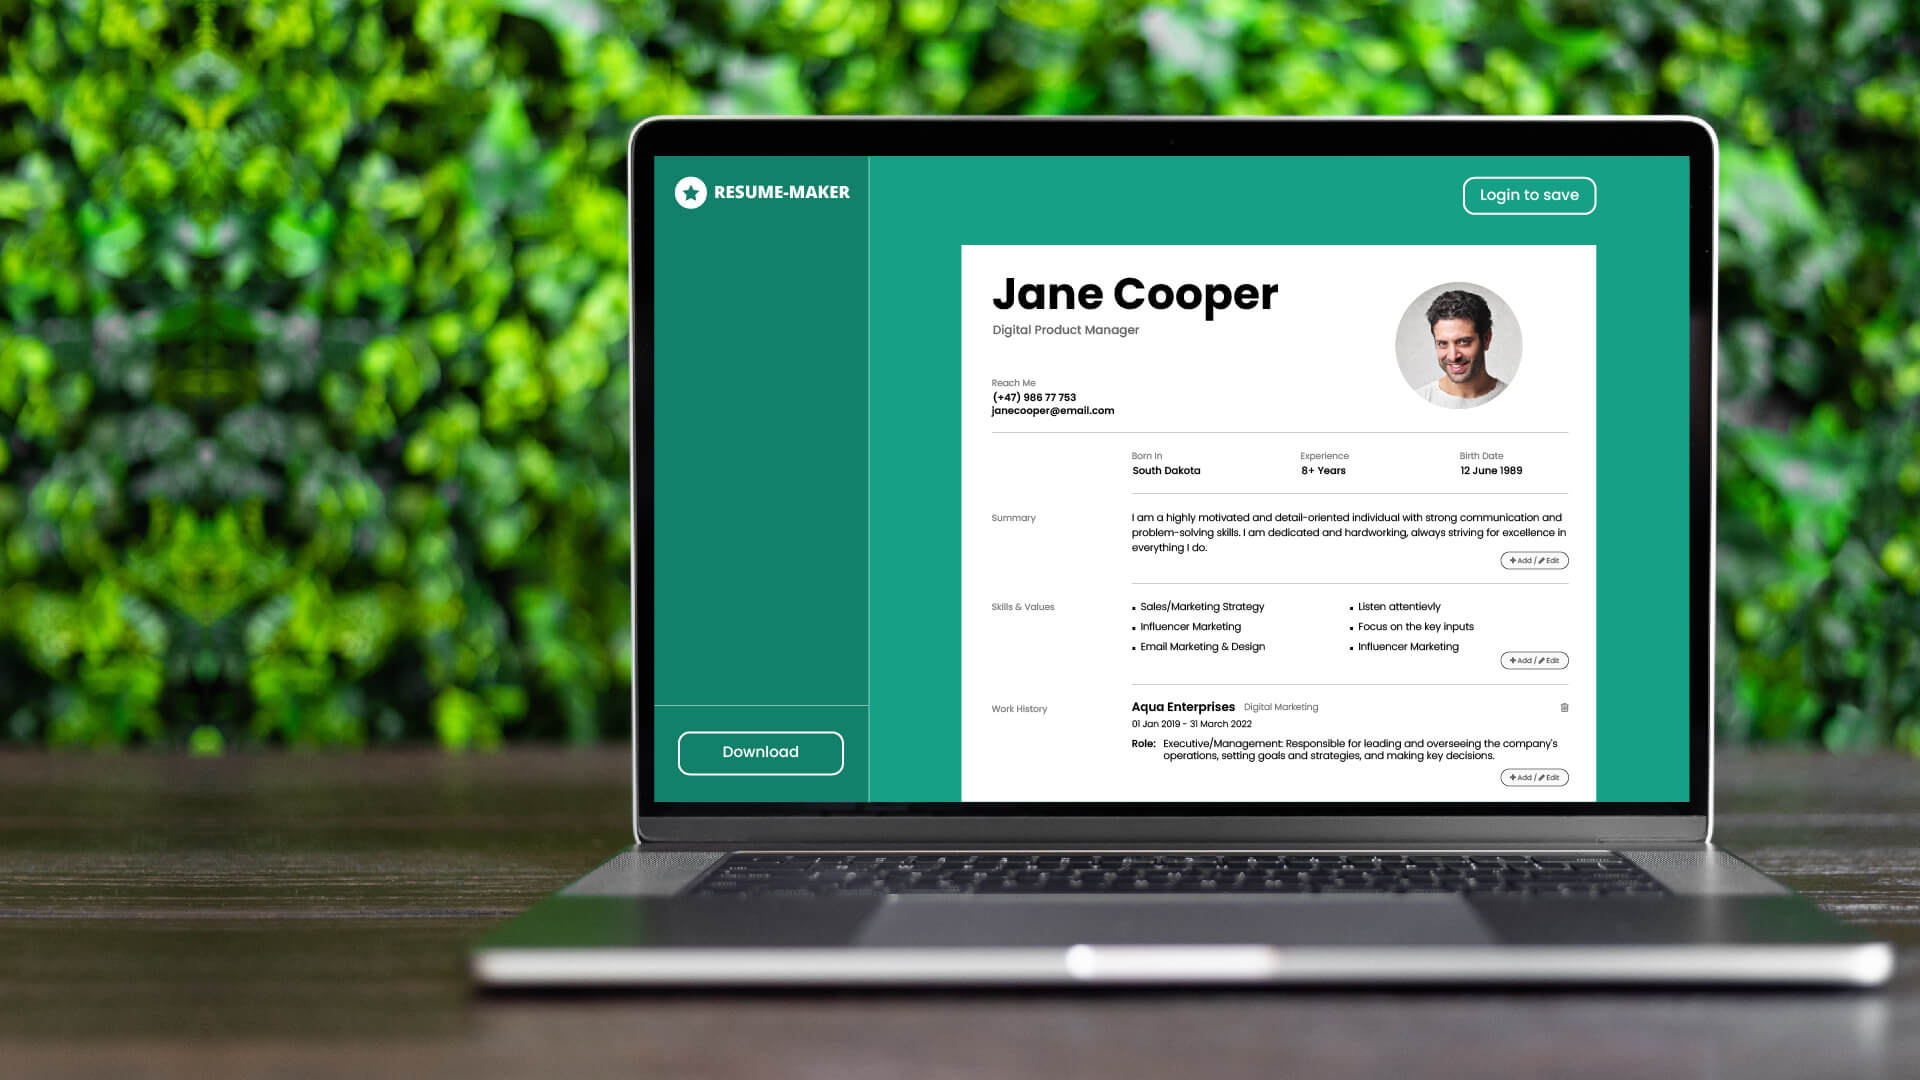 RESUME-MAKER
Login to save
Jane Cooper
Digital Product Manager
Reach Me
(+47) 986 77 753
janecooper@email.com
Born In
South Dakota
Experience
8+ Years
Birth Date
12 June 1989
Summary
I am a highly motivated and detail-oriented individual with strong communication and
problem-solving skills. I am dedicated and hardworking, always striving for excellence in
everything I do.
Add / Edit
Skills & Values
Sales/Marketing Strategy
Influencer Marketing
Email Marketing & Design
Listen attentievly
Focus on the key inputs
Influencer Marketing
Add / Edit
Work History
Aqua Enterprises Digital Marketing
01 Jan 2019 - 31 March 2022
Role: Executive/Management: Responsible for leading and overseeing the company's
operations, setting goals and strategies, and making key decisions.
Add / Edit
Download